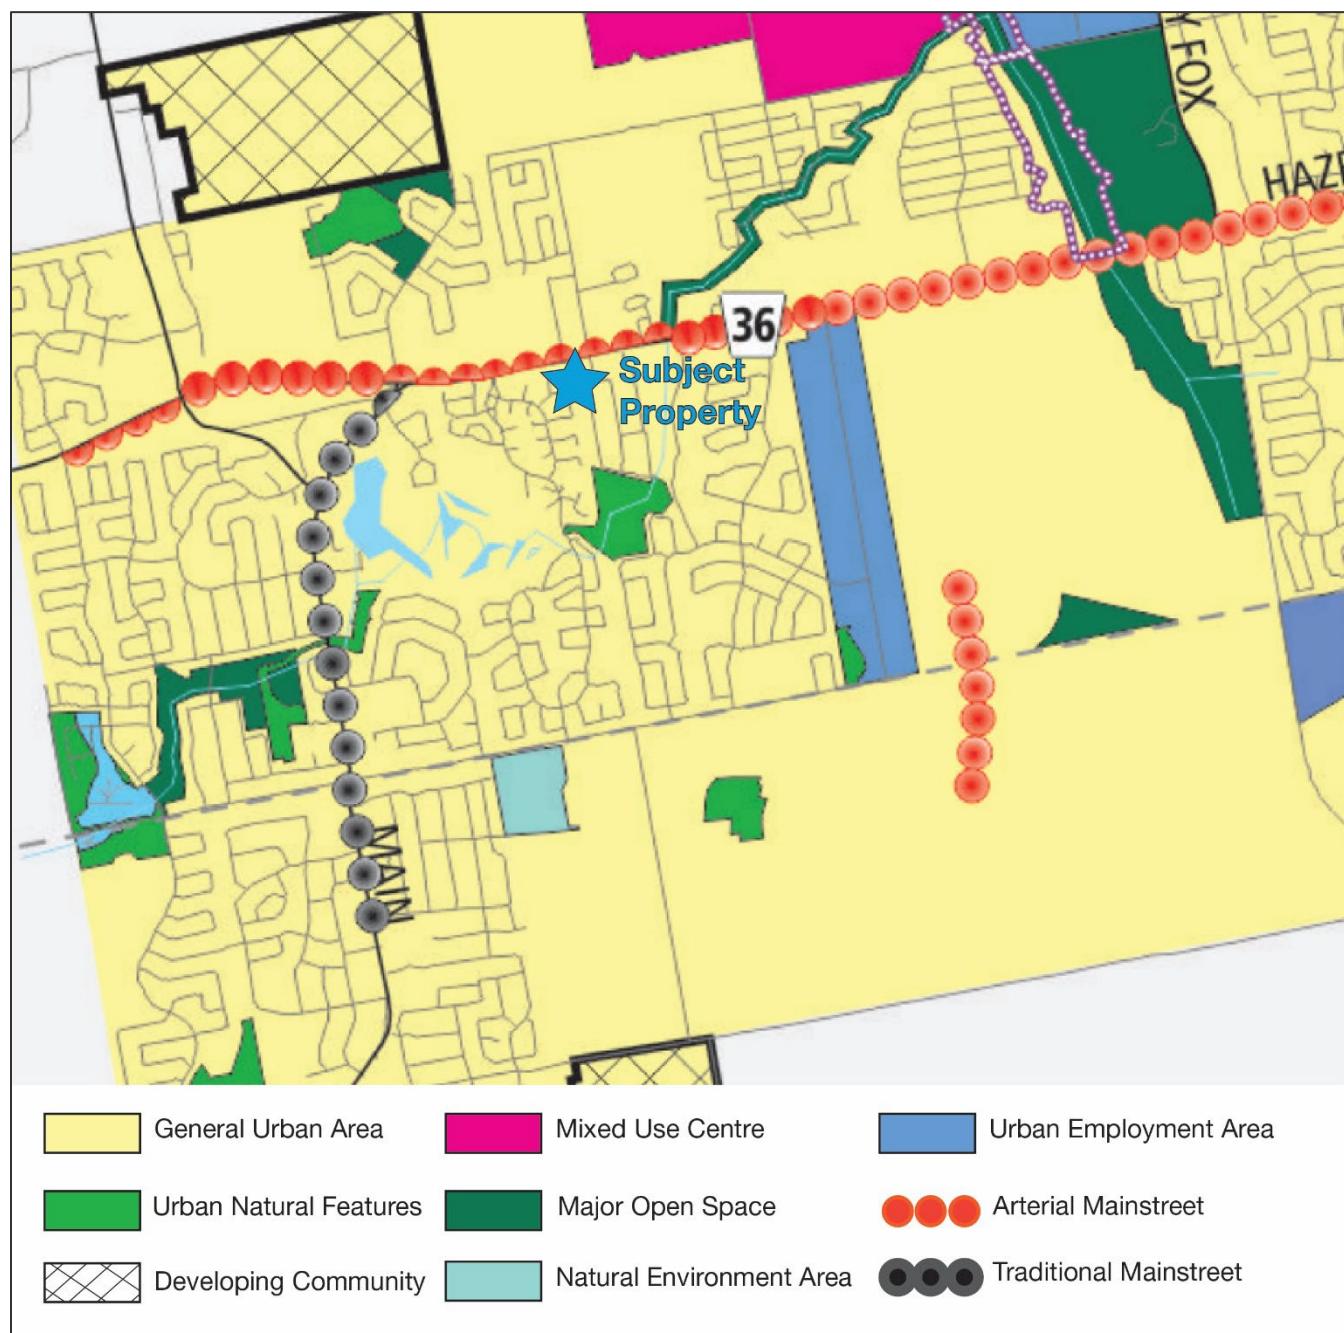 Y FOX
HAZE
36
Subject
Property
MAIN
General Urban Area
Mixed Use Centre
Urban Employment Area
Urban Natural Features
Major Open Space
Arterial Mainstreet
Developing Community
Natural Environment Area
Traditional Mainstreet